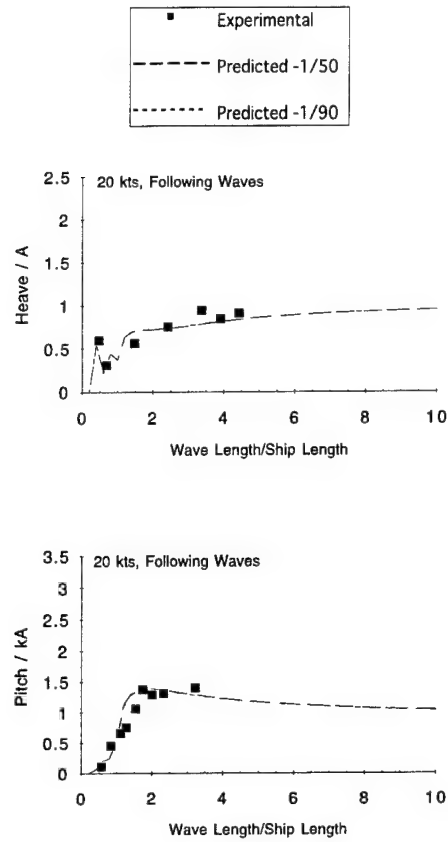 Experimental
Predicted -1/50
Predicted -1/90
20 kts, Following Waves
2.5
2
1.5
1
0.5
0
Heave / A
0 2 4 6 8 10
Wave Length/Ship Length
20 kts, Following Waves
3.5
3
2.5
2
1.5
1
0.5
0
Pitch / kA
0 2 4 6 8 10
Wave Length/Ship Length